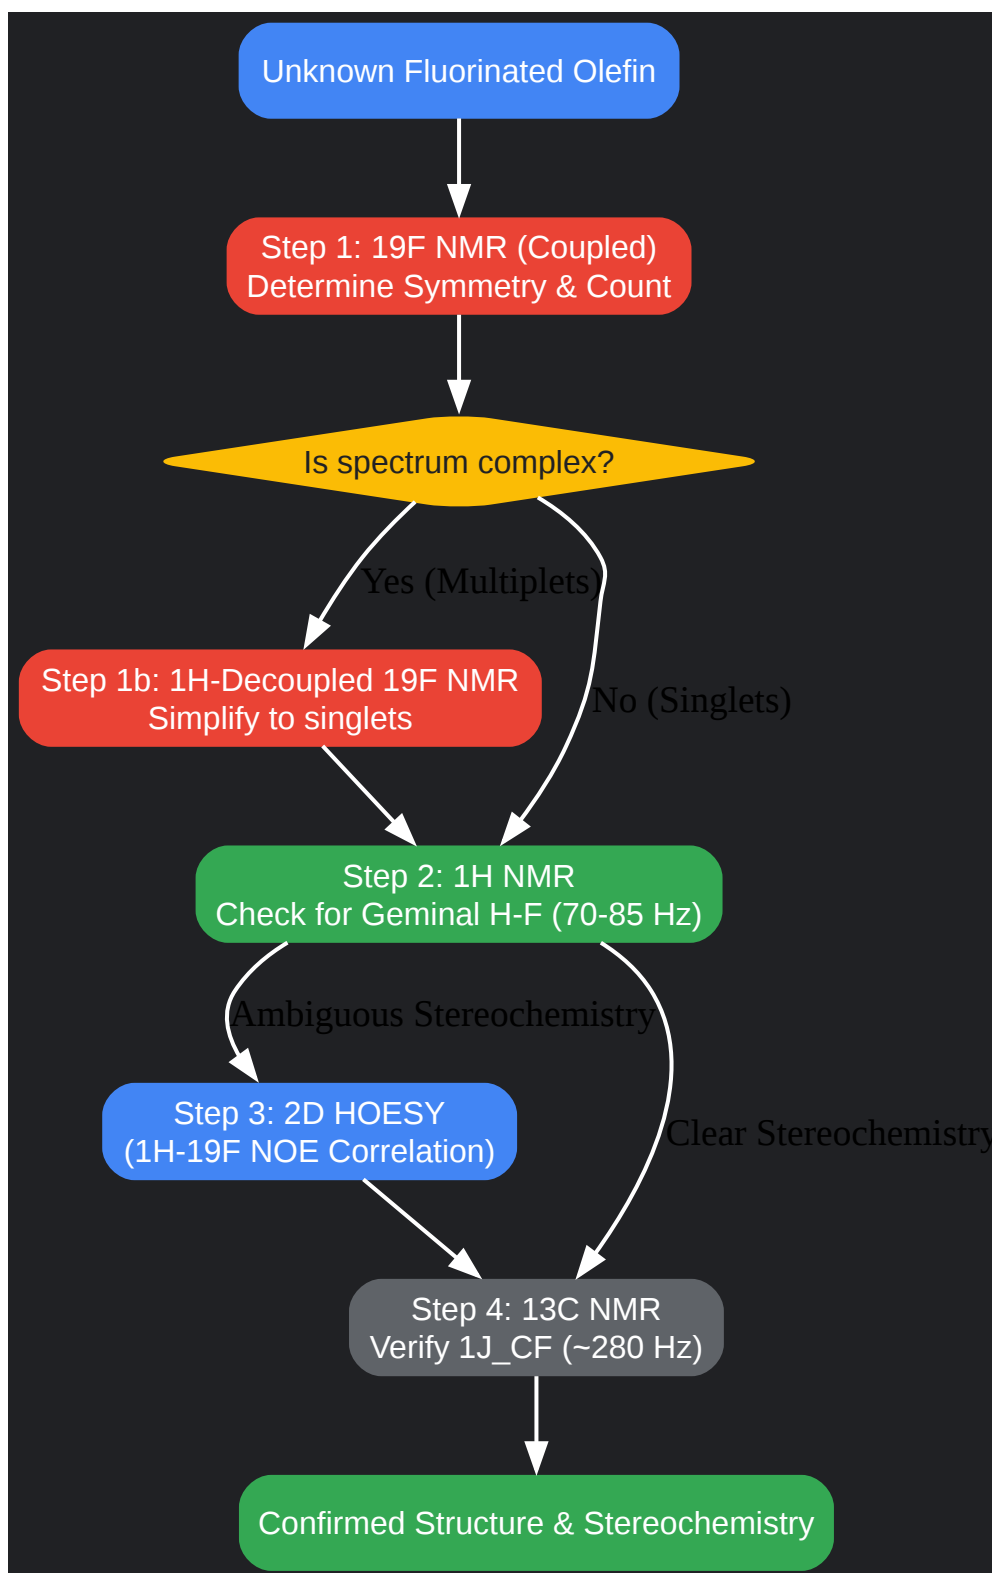 Unknown Fluorinated Olefin
Step 1: 19F NMR (Coupled)
Determine Symmetry & Count
Is spectrum complex?
Yes (Multiplets)
Step 1b: 1H-Decoupled 19F NMR
Simplify to singlets
No (Singlets)
Step 2: 1H NMR
Check for Geminal H-F (70-85 Hz)
Ambiguous Stereochemistry
Step 3: 2D HOESY
(1H-19F NOE Correlation)
Clear Stereochemistry
Step 4: 13C NMR
Verify 1J_CF (~280 Hz)
Confirmed Structure & Stereochemistry